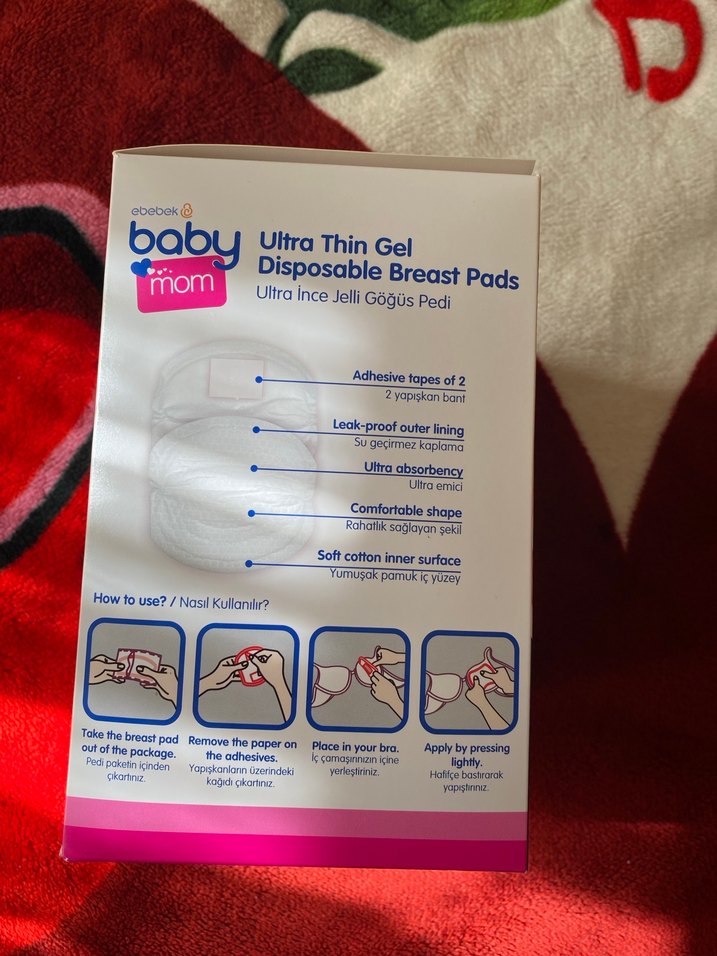 ebebek
baby
mom
Ultra Thin Gel
Disposable Breast Pads
Ultra İnce Jelli Göğüs Pedi
Adhesive tapes of 2
2 yapışkan bant
Leak-proof outer lining
Su geçirmez kaplama
Ultra absorbency
Ultra emici
Comfortable shape
Rahatlık sağlayan şekil
Soft cotton inner surface
Yumuşak pamuk iç yüzey
How to use? / Nasıl Kullanılır?
Take the breast pad
out of the package.
Pedi paketin içinden
çıkartınız.
Remove the paper on
the adhesives.
Yapışkanların üzerindeki
kağıdı çıkartınız.
Place in your bra.
İç çamaşırınızın içine
yerleştiriniz.
Apply by pressing
lightly.
Hafifçe bastırarak
yapıştırınız.